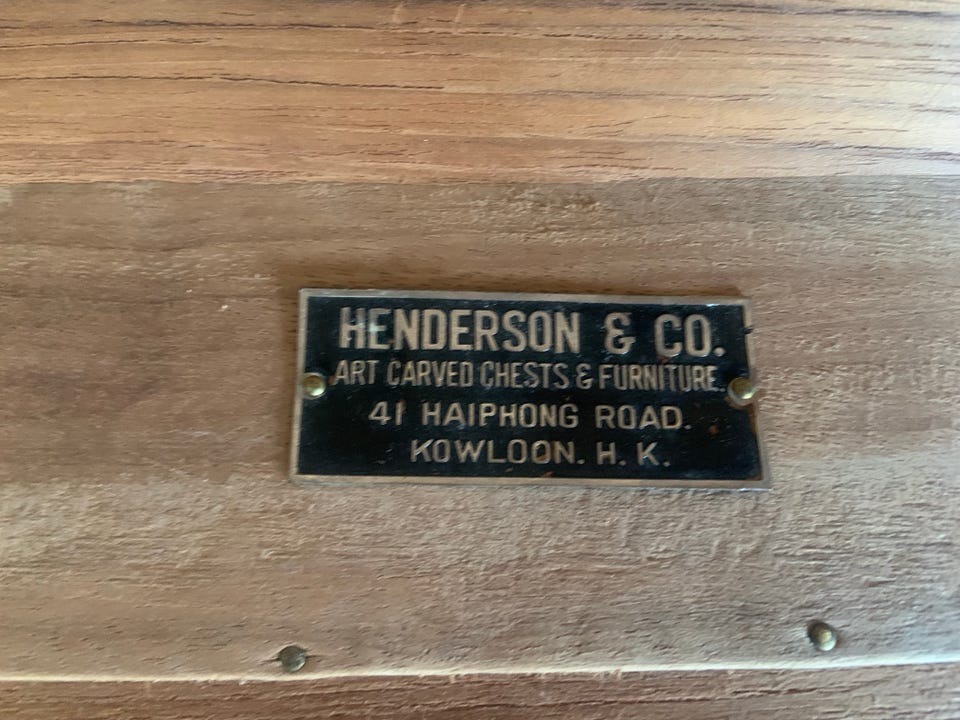 HENDERSON & CO.
ART CARVED CHESTS & FURNITURE.
41 HAIPHONG ROAD.
KOWLOON. H. K.